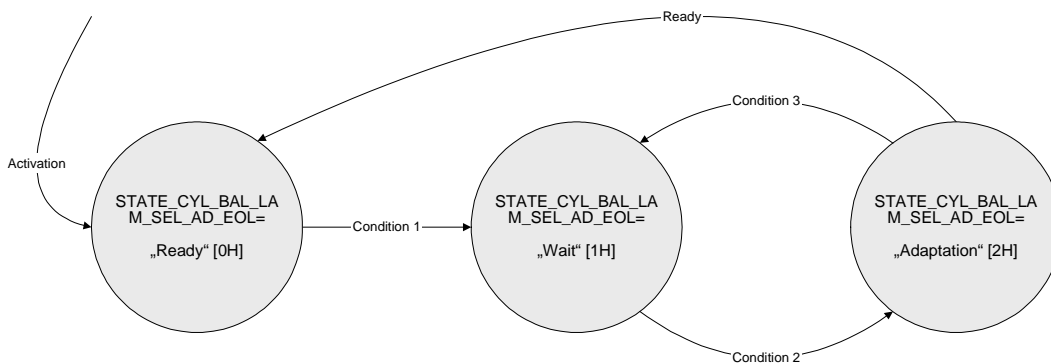 Ready
Condition 3
Activation
STATE_CYL_BAL_LA
M_SEL_AD_EOL=
„Ready“ [0H]
Condition 1
STATE_CYL_BAL_LA
M_SEL_AD_EOL=
„Wait“ [1H]
STATE_CYL_BAL_LA
M_SEL_AD_EOL=
„Adaptation“ [2H]
Condition 2